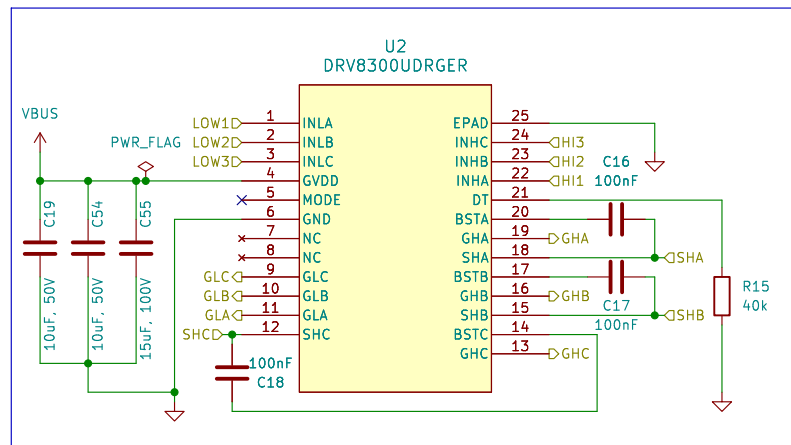 U2
DRV8300UDRGER
VBUS
PWR_FLAG
C19
10uF, 50V
C54
10uF, 50V
C55
15uF, 100V
LOW1 1 INLA
LOW2 2 INLB
LOW3 3 INLC
4 GVDD
5 MODE
6 GND
7 NC
8 NC
GLC 9 GLC
GLB 10 GLB
GLA 11 GLA
SHC 12 SHC
100nF
C18
EPAD 25
INHC 24 HI3
INHB 23 HI2
INHA 22 HI1
DT 21
BSTA 20
GHA 19 GHA
SHA 18 SHA
BSTB 17
GHB 16 GHB
SHB 15 SHB
BSTC 14
GHC 13 GHC
C16
100nF
C17
100nF
R15
40k